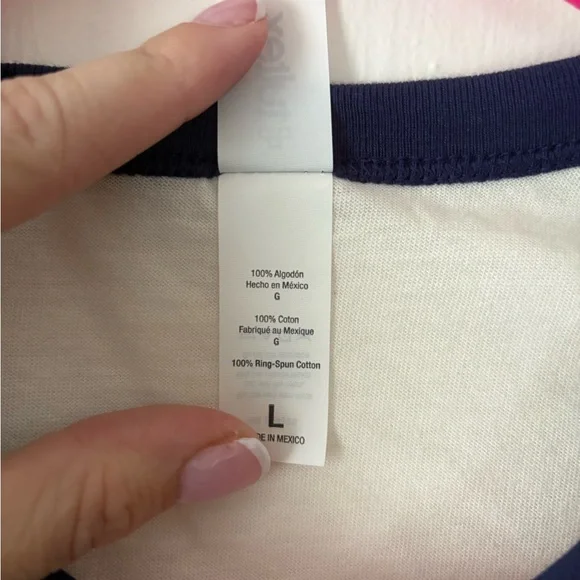 100% Algodón
Hecho en México
G
100% Coton
Fabriqué au Mexique
G
100% Ring-Spun Cotton
L
DE IN MEXICO